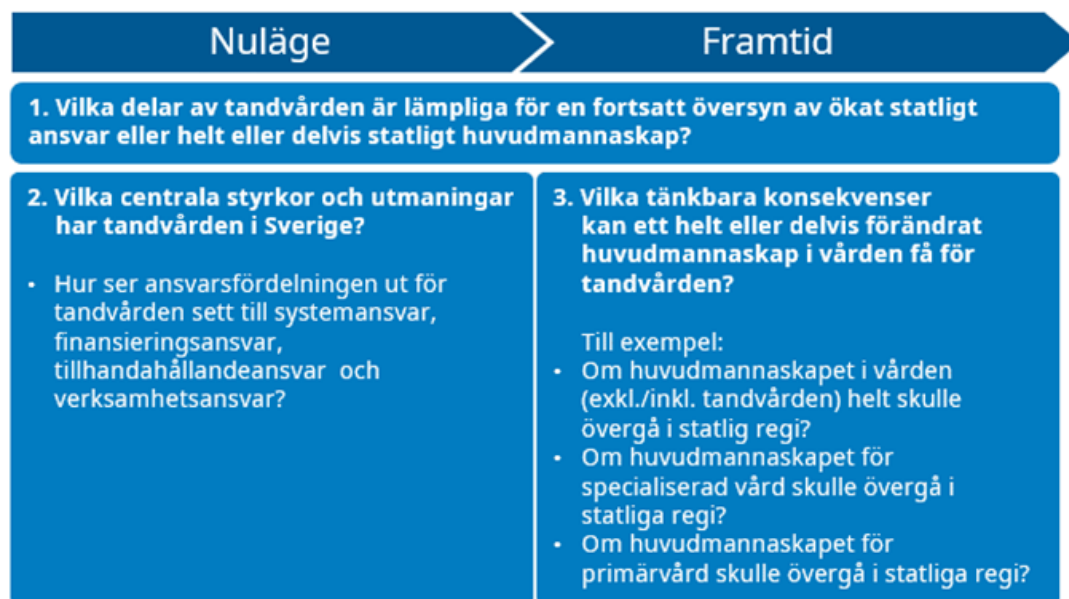 Nuläge
Framtid
1. Vilka delar av tandvården är lämpliga för en fortsatt översyn av ökat statligt
ansvar eller helt eller delvis statligt huvudmannaskap?
2. Vilka centrala styrkor och utmaningar
har tandvården i Sverige?
• Hur ser ansvarsfördelningen ut för
tandvården sett till systemansvar,
finansieringsansvar,
tillhandahållandeansvar och
verksamhetsansvar?
3. Vilka tänkbara konsekvenser
kan ett helt eller delvis förändrat
huvudmannaskap i vården få för
tandvården?
Till exempel:
• Om huvudmannaskapet i vården
(exkl./inkl. tandvården) helt skulle
övergå i statlig regi?
• Om huvudmannaskapet för
specialiserad vård skulle övergå i
statliga regi?
• Om huvudmannaskapet för
primärvård skulle övergå i statliga regi?